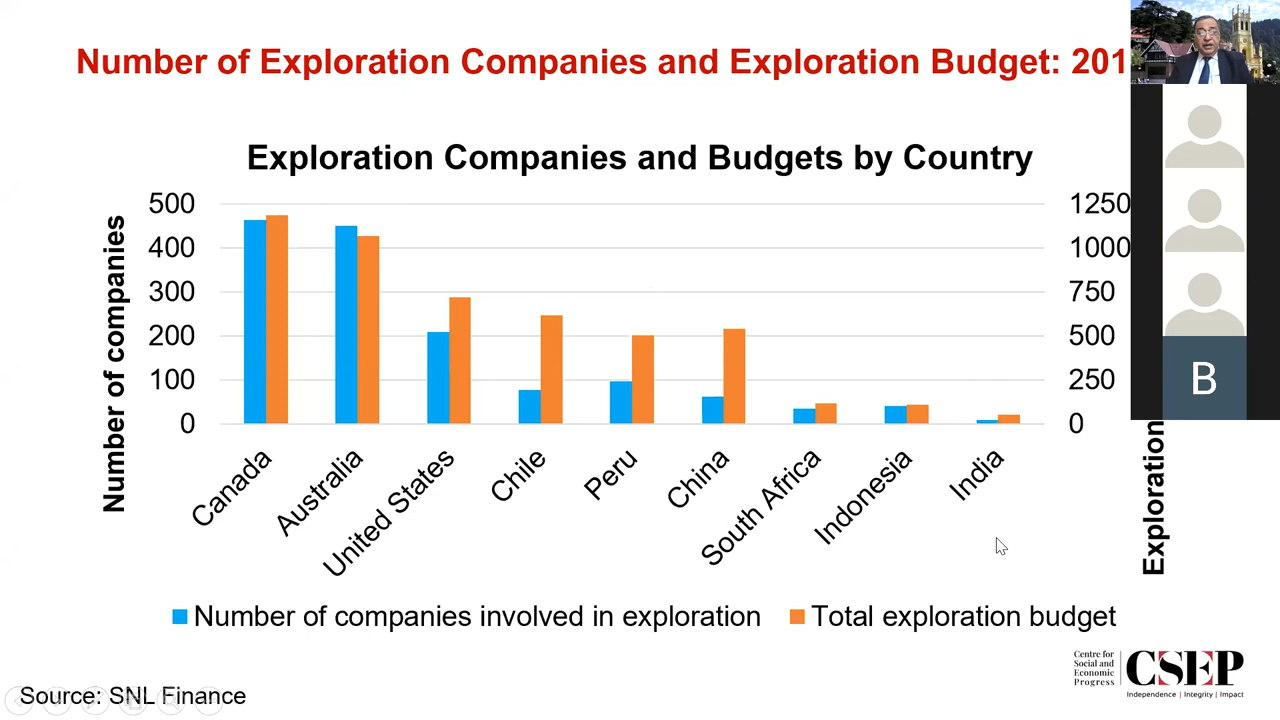 Number of Exploration Companies and Exploration Budget: 201
Exploration Companies and Budgets by Country
Number of companies
500
400
300
200
100
0
1250
1000
750
500
250
0
Exploration
Canada
Australia
United States
Chile
Peru
China
South Africa
Indonesia
India
Number of companies involved in exploration
Total exploration budget
B
Centre for
Social and
Economic
Progress
CSEP
Independence | Integrity | Impact
Source: SNL Finance